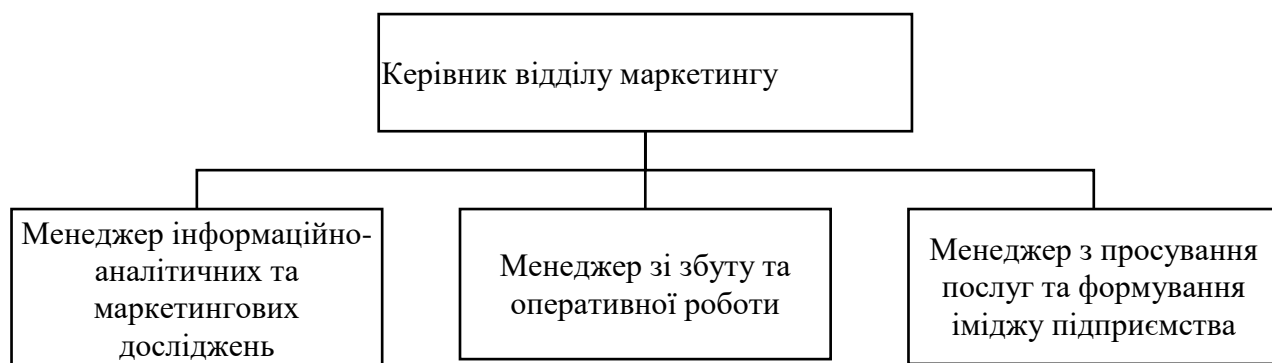 Керівник відділу маркетингу
Менеджер інформаційно-
аналітичних та
маркетингових
досліджень
Менеджер зі збуту та
оперативної роботи
Менеджер з просування
послуг та формування
іміджу підприємства